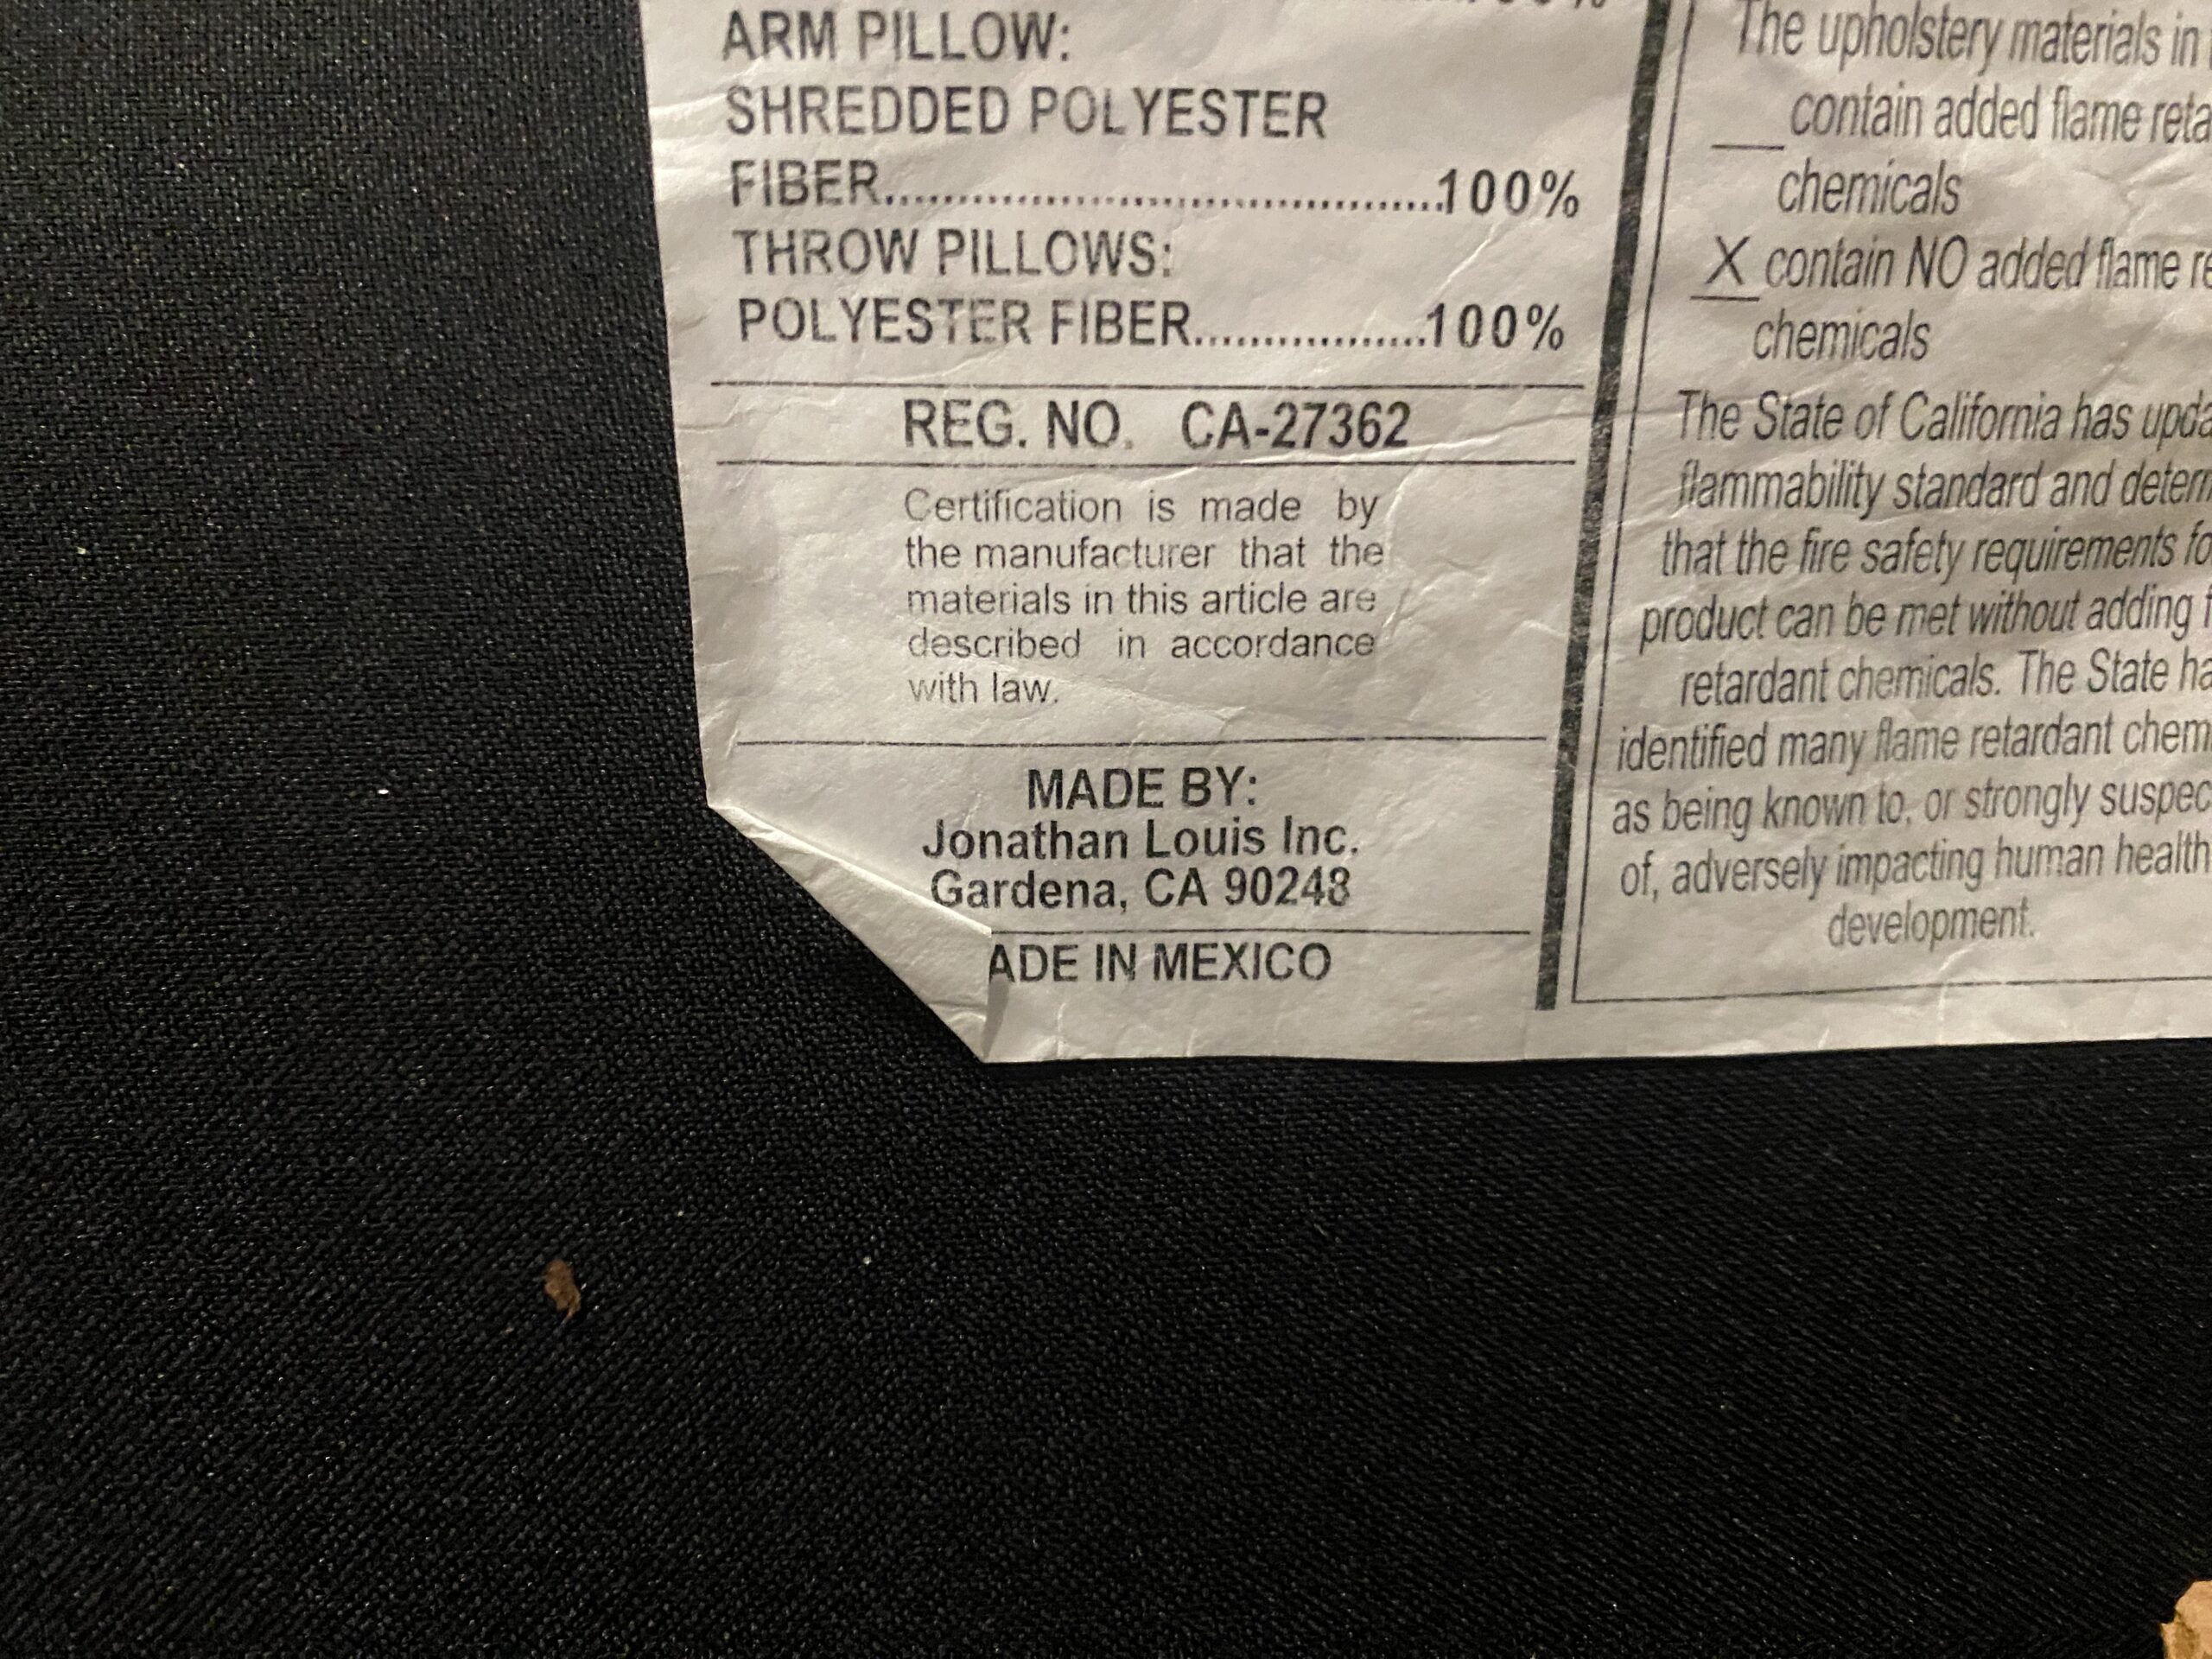 ARM PILLOW:
SHREDDED POLYESTER
FIBER.......................................100%
THROW PILLOWS:
POLYESTER FIBER.................100%
REG. NO. CA-27362
Certification is made by
the manufacturer that the
materials in this article are
described in accordance
with law.
MADE BY:
Jonathan Louis Inc.
Gardena, CA 90248
ADE IN MEXICO
The upholstery materials in
contain added flame reta
chemicals
X contain NO added flame re
chemicals
The State of California has upda
flammability standard and determ
that the fire safety requirements fo
product can be met without adding f
retardant chemicals. The State ha
identified many flame retardant chem
as being known to, or strongly suspec
of, adversely impacting human health
development.